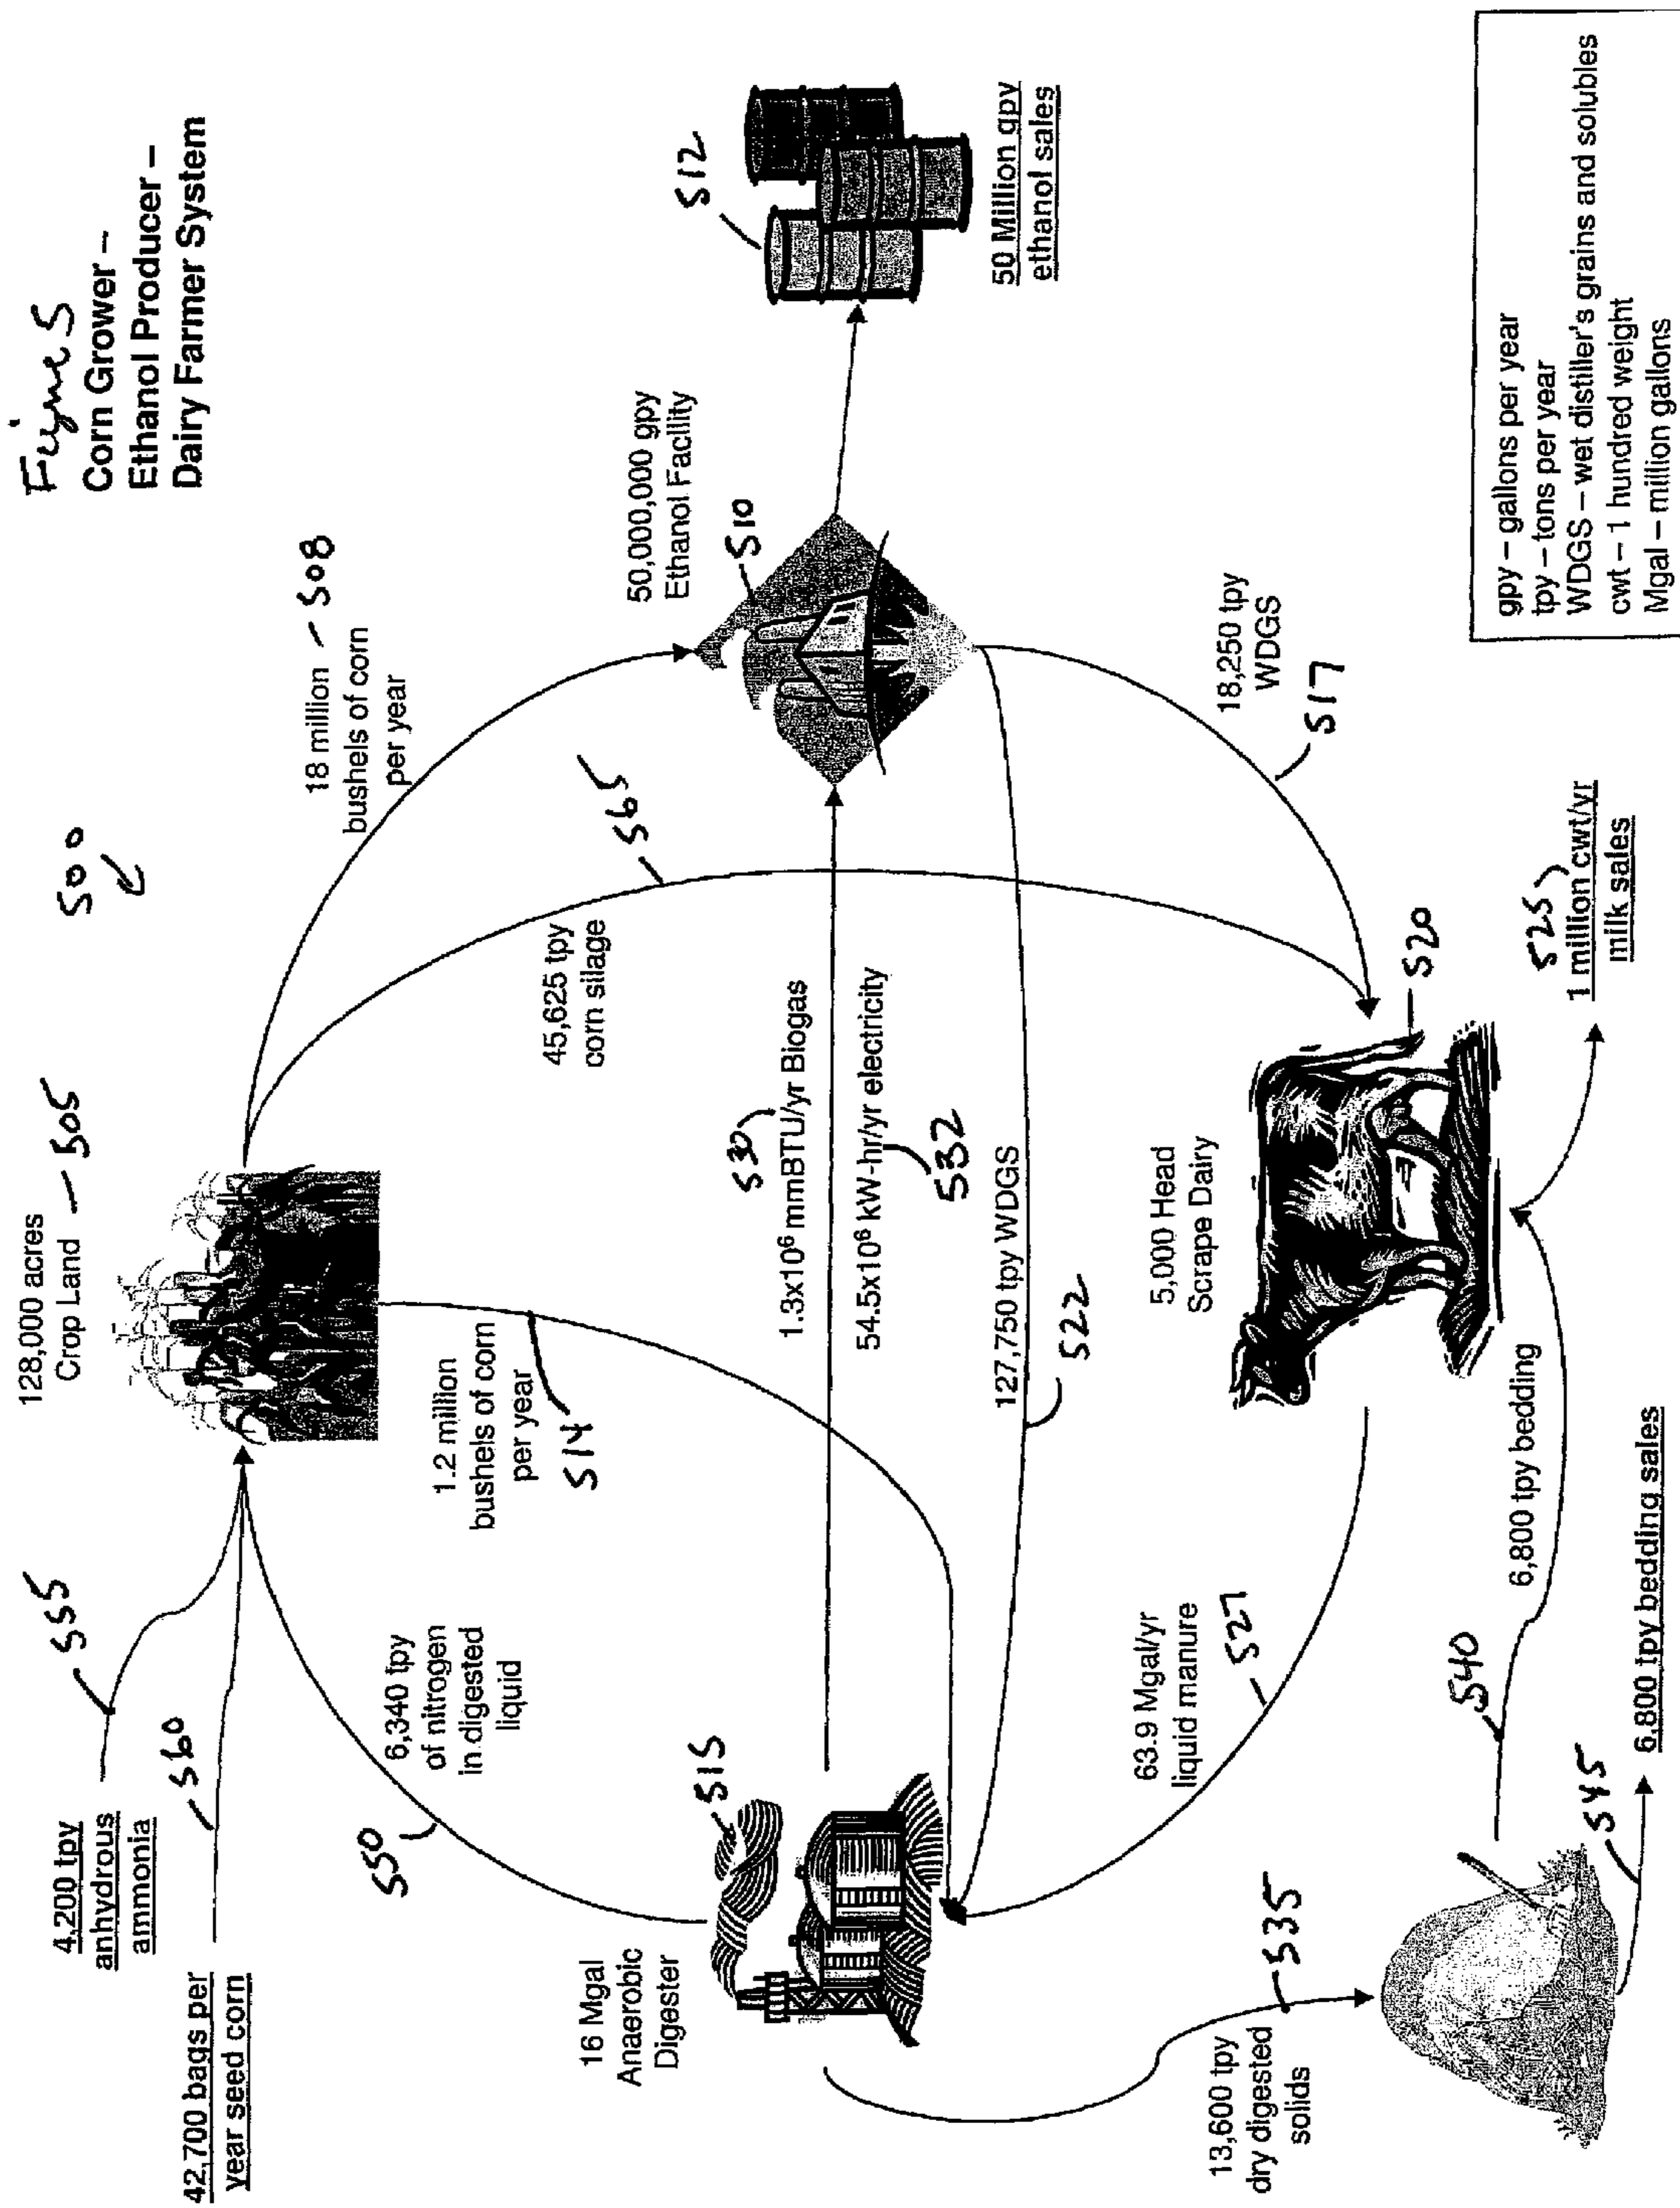 Figure 5
Corn Grower –
Ethanol Producer –
Dairy Farmer System
500
128,000 acres
Crop Land
505
18 million
bushels of corn
per year
508
45,625 tpy
corn silage
565
555
4,200 tpy
anhydrous
ammonia
560
42,700 bags per
year seed corn
550
6,340 tpy
of nitrogen
in digested
liquid
1.2 million
bushels of corn
per year
514
50,000,000 gpy
Ethanol Facility
510
512
50 Million gpy
ethanol sales
530
1.3x10⁶ mmBTU/yr Biogas
54.5x10⁶ kW-hr/yr electricity
532
515
16 Mgal
Anaerobic
Digester
127,750 tpy WDGS
522
18,250 tpy
WDGS
517
5,000 Head
Scrape Dairy
520
525
1 million cwt/yr
milk sales
63.9 Mgal/yr
liquid manure
527
535
13,600 tpy
dry digested
solids
540
6,800 tpy bedding
545
6,800 tpy bedding sales
gpy – gallons per year
tpy – tons per year
WDGS – wet distiller's grains and solubles
cwt – 1 hundred weight
Mgal – million gallons